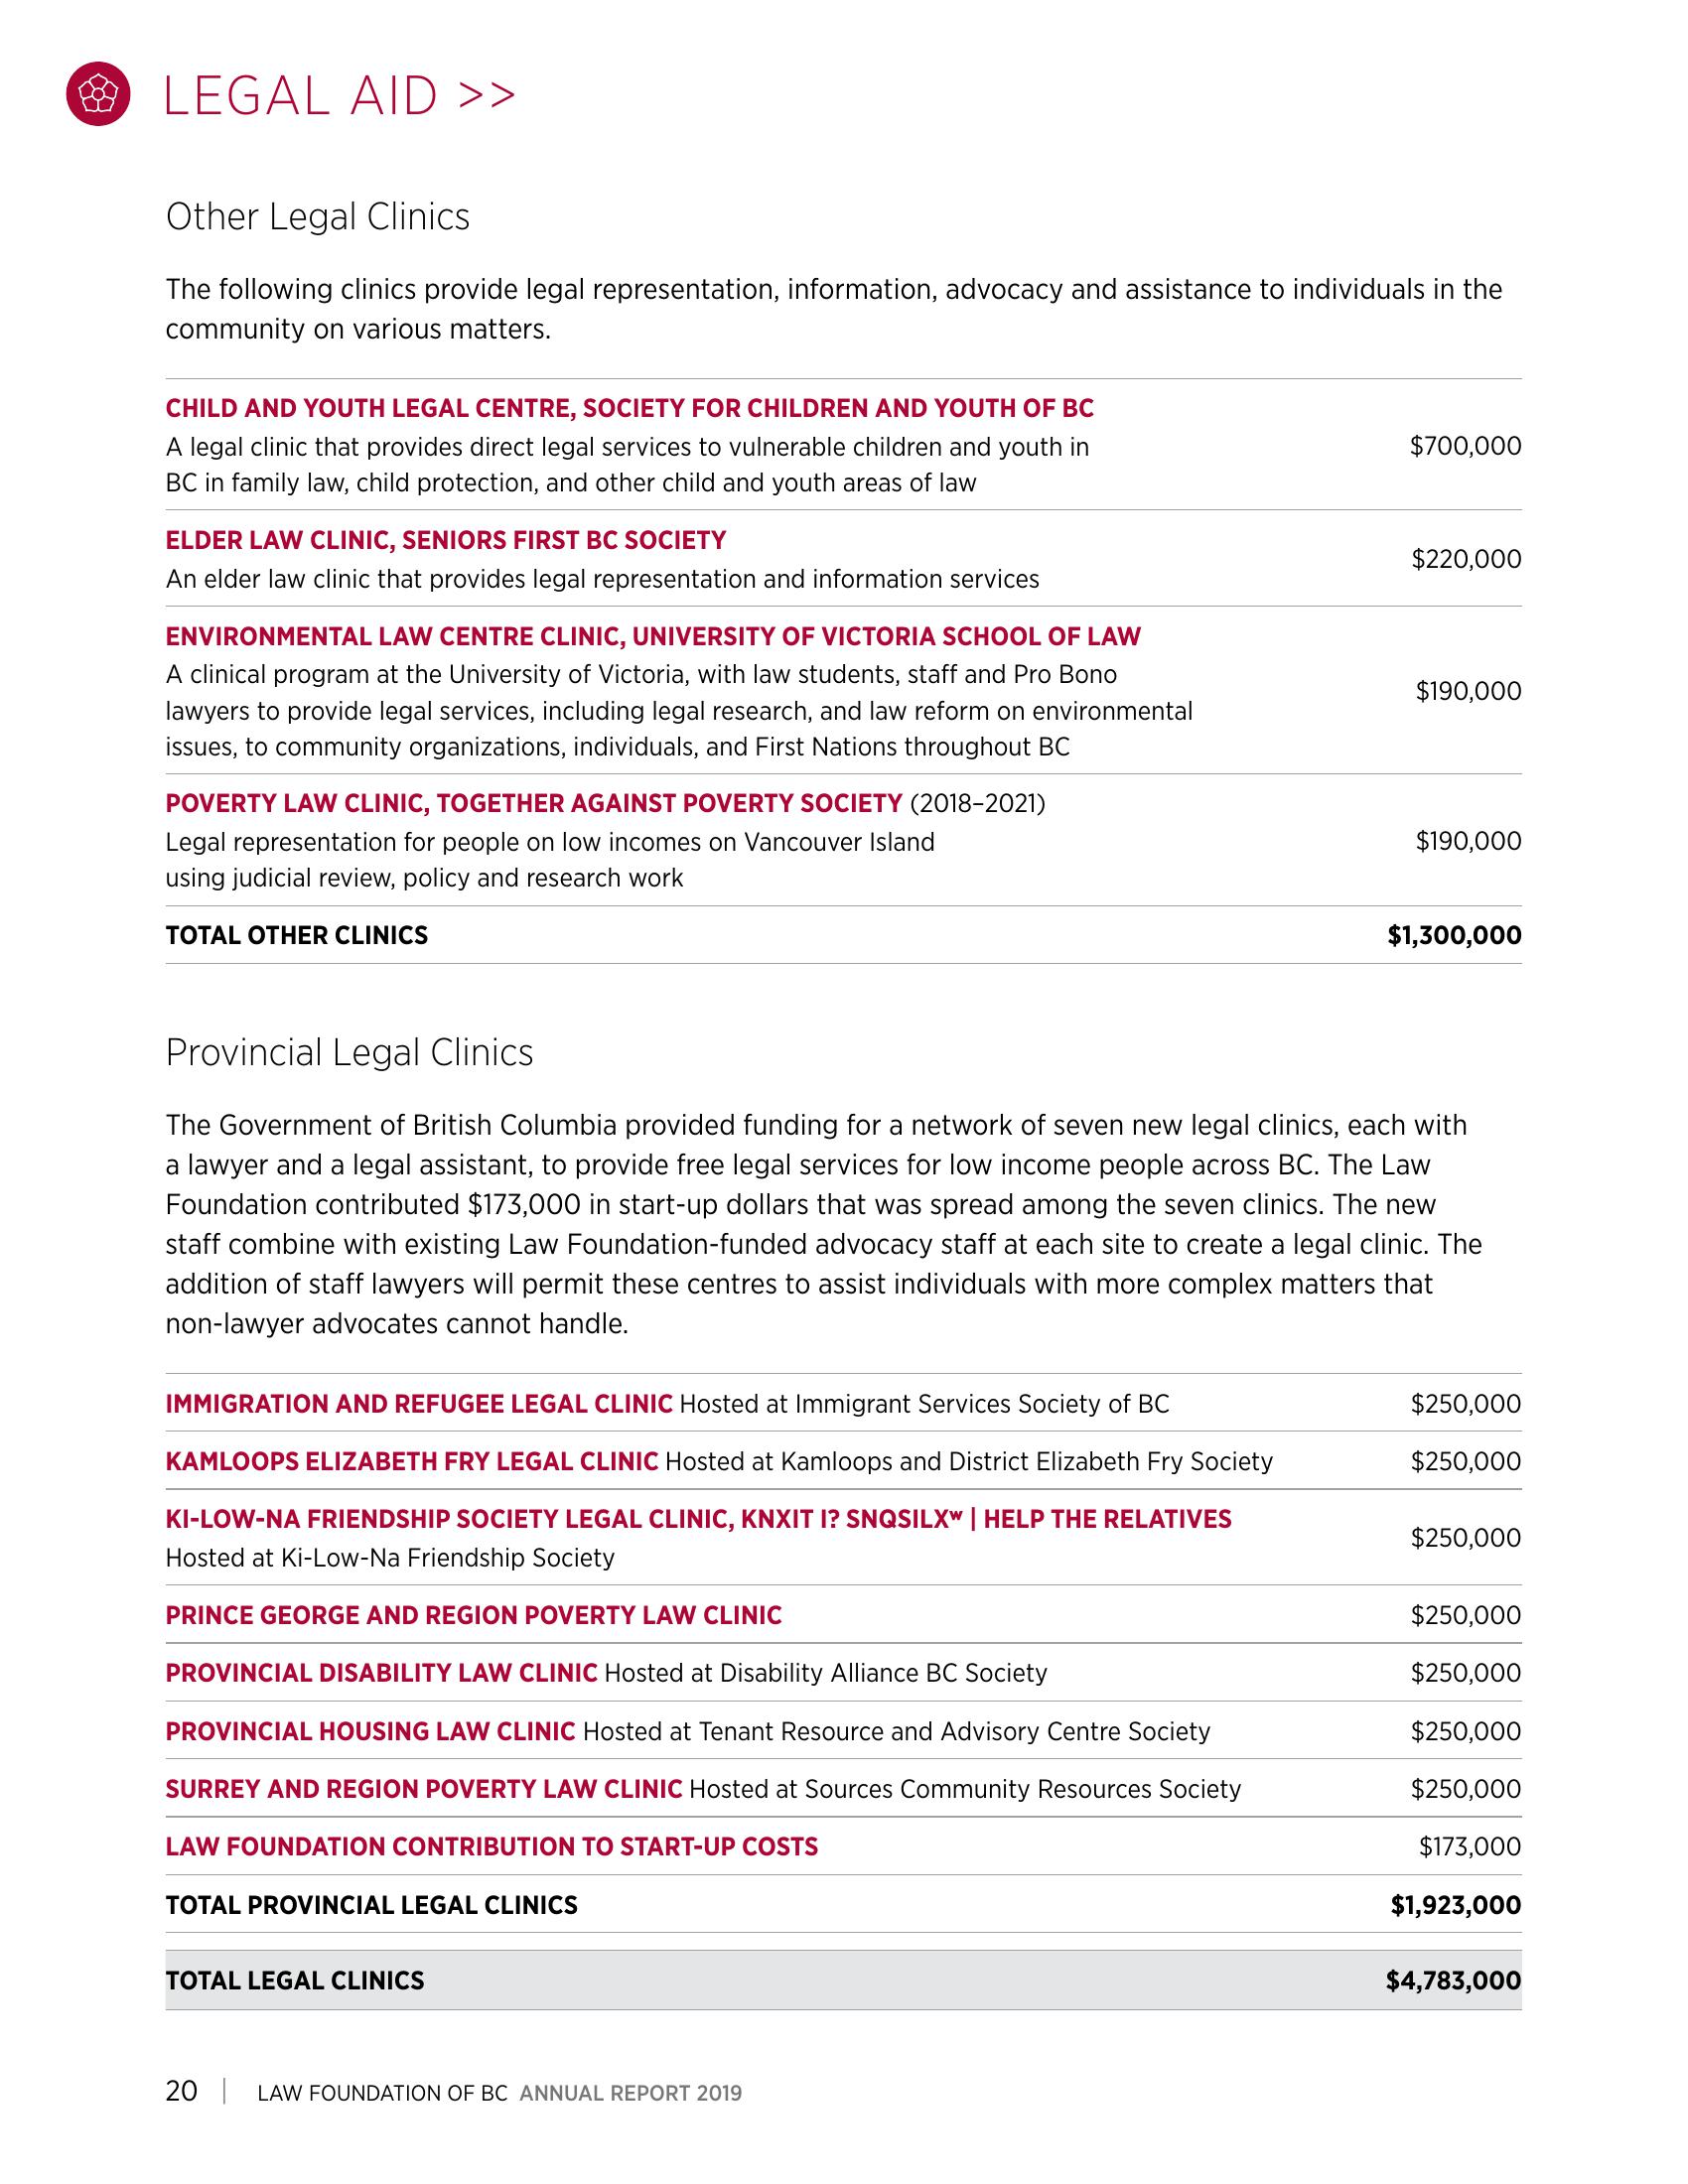 LEGAL AID >>
Other Legal Clinics
The following clinics provide legal representation, information, advocacy and assistance to individuals in the
community on various matters.
CHILD AND YOUTH LEGAL CENTRE, SOCIETY FOR CHILDREN AND YOUTH OF BC
A legal clinic that provides direct legal services to vulnerable children and youth in
BC in family law, child protection, and other child and youth areas of law
$700,000
ELDER LAW CLINIC, SENIORS FIRST BC SOCIETY
An elder law clinic that provides legal representation and information services
$220,000
ENVIRONMENTAL LAW CENTRE CLINIC, UNIVERSITY OF VICTORIA SCHOOL OF LAW
A clinical program at the University of Victoria, with law students, staff and Pro Bono
lawyers to provide legal services, including legal research, and law reform on environmental
issues, to community organizations, individuals, and First Nations throughout BC
$190,000
POVERTY LAW CLINIC, TOGETHER AGAINST POVERTY SOCIETY (2018–2021)
Legal representation for people on low incomes on Vancouver Island
using judicial review, policy and research work
$190,000
TOTAL OTHER CLINICS $1,300,000
Provincial Legal Clinics
The Government of British Columbia provided funding for a network of seven new legal clinics, each with
a lawyer and a legal assistant, to provide free legal services for low income people across BC. The Law
Foundation contributed $173,000 in start-up dollars that was spread among the seven clinics. The new
staff combine with existing Law Foundation-funded advocacy staff at each site to create a legal clinic. The
addition of staff lawyers will permit these centres to assist individuals with more complex matters that
non-lawyer advocates cannot handle.
IMMIGRATION AND REFUGEE LEGAL CLINIC Hosted at Immigrant Services Society of BC $250,000
KAMLOOPS ELIZABETH FRY LEGAL CLINIC Hosted at Kamloops and District Elizabeth Fry Society $250,000
KI-LOW-NA FRIENDSHIP SOCIETY LEGAL CLINIC, KNXIT I? SNQSILXʷ | HELP THE RELATIVES
Hosted at Ki-Low-Na Friendship Society
$250,000
PRINCE GEORGE AND REGION POVERTY LAW CLINIC $250,000
PROVINCIAL DISABILITY LAW CLINIC Hosted at Disability Alliance BC Society $250,000
PROVINCIAL HOUSING LAW CLINIC Hosted at Tenant Resource and Advisory Centre Society $250,000
SURREY AND REGION POVERTY LAW CLINIC Hosted at Sources Community Resources Society $250,000
LAW FOUNDATION CONTRIBUTION TO START-UP COSTS $173,000
TOTAL PROVINCIAL LEGAL CLINICS $1,923,000
TOTAL LEGAL CLINICS $4,783,000
20 | LAW FOUNDATION OF BC ANNUAL REPORT 2019